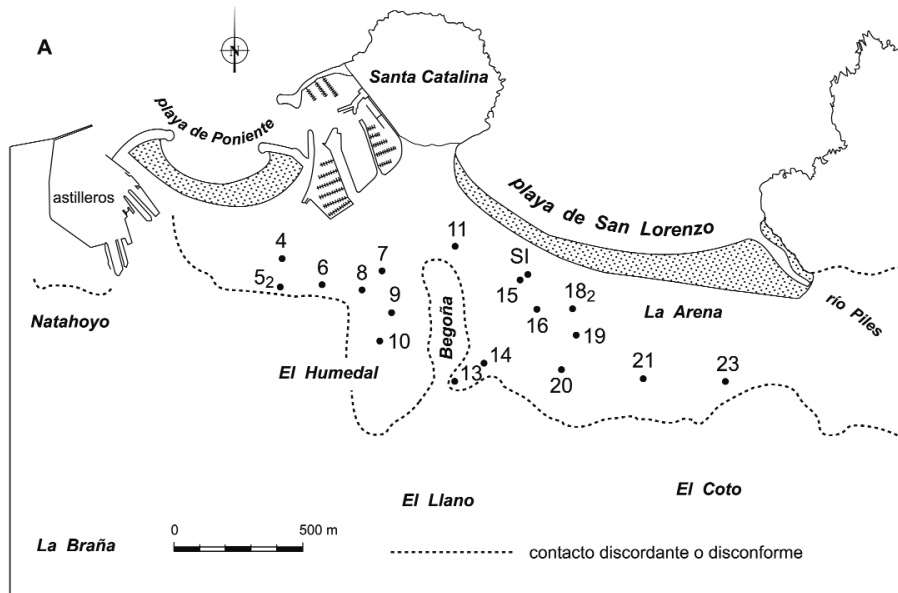 A
N
Santa Catalina
playa de Poniente
astilleros
playa de San Lorenzo
4
7
11
SI
5₂
6
8
15
18₂
9
16
La Arena
río Piles
Natahoyo
10
Begoña
19
El Humedal
14
13
20
21
23
El Llano
El Coto
La Braña
0
500 m
contacto discordante o disconforme